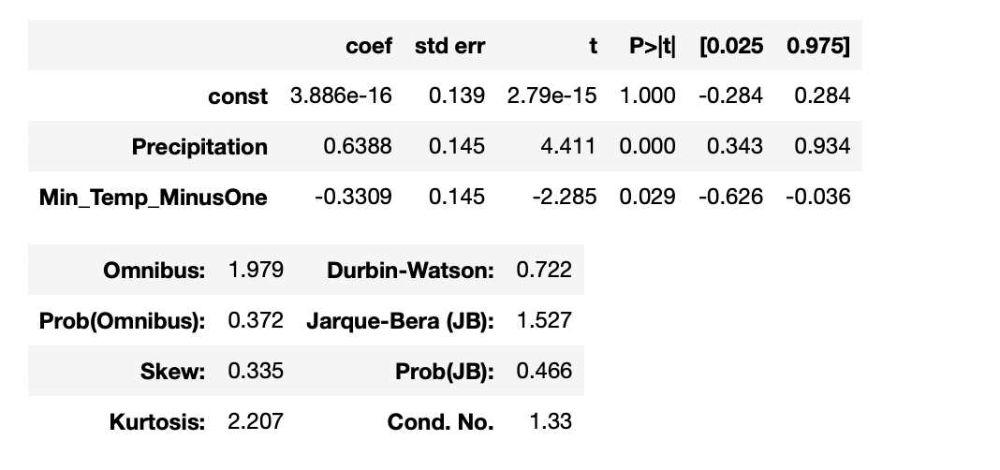 coef std err t P>|t| [0.025 0.975]
const 3.886e-16 0.139 2.79e-15 1.000 -0.284 0.284
Precipitation 0.6388 0.145 4.411 0.000 0.343 0.934
Min_Temp_MinusOne -0.3309 0.145 -2.285 0.029 -0.626 -0.036
Omnibus: 1.979 Durbin-Watson: 0.722
Prob(Omnibus): 0.372 Jarque-Bera (JB): 1.527
Skew: 0.335 Prob(JB): 0.466
Kurtosis: 2.207 Cond. No. 1.33